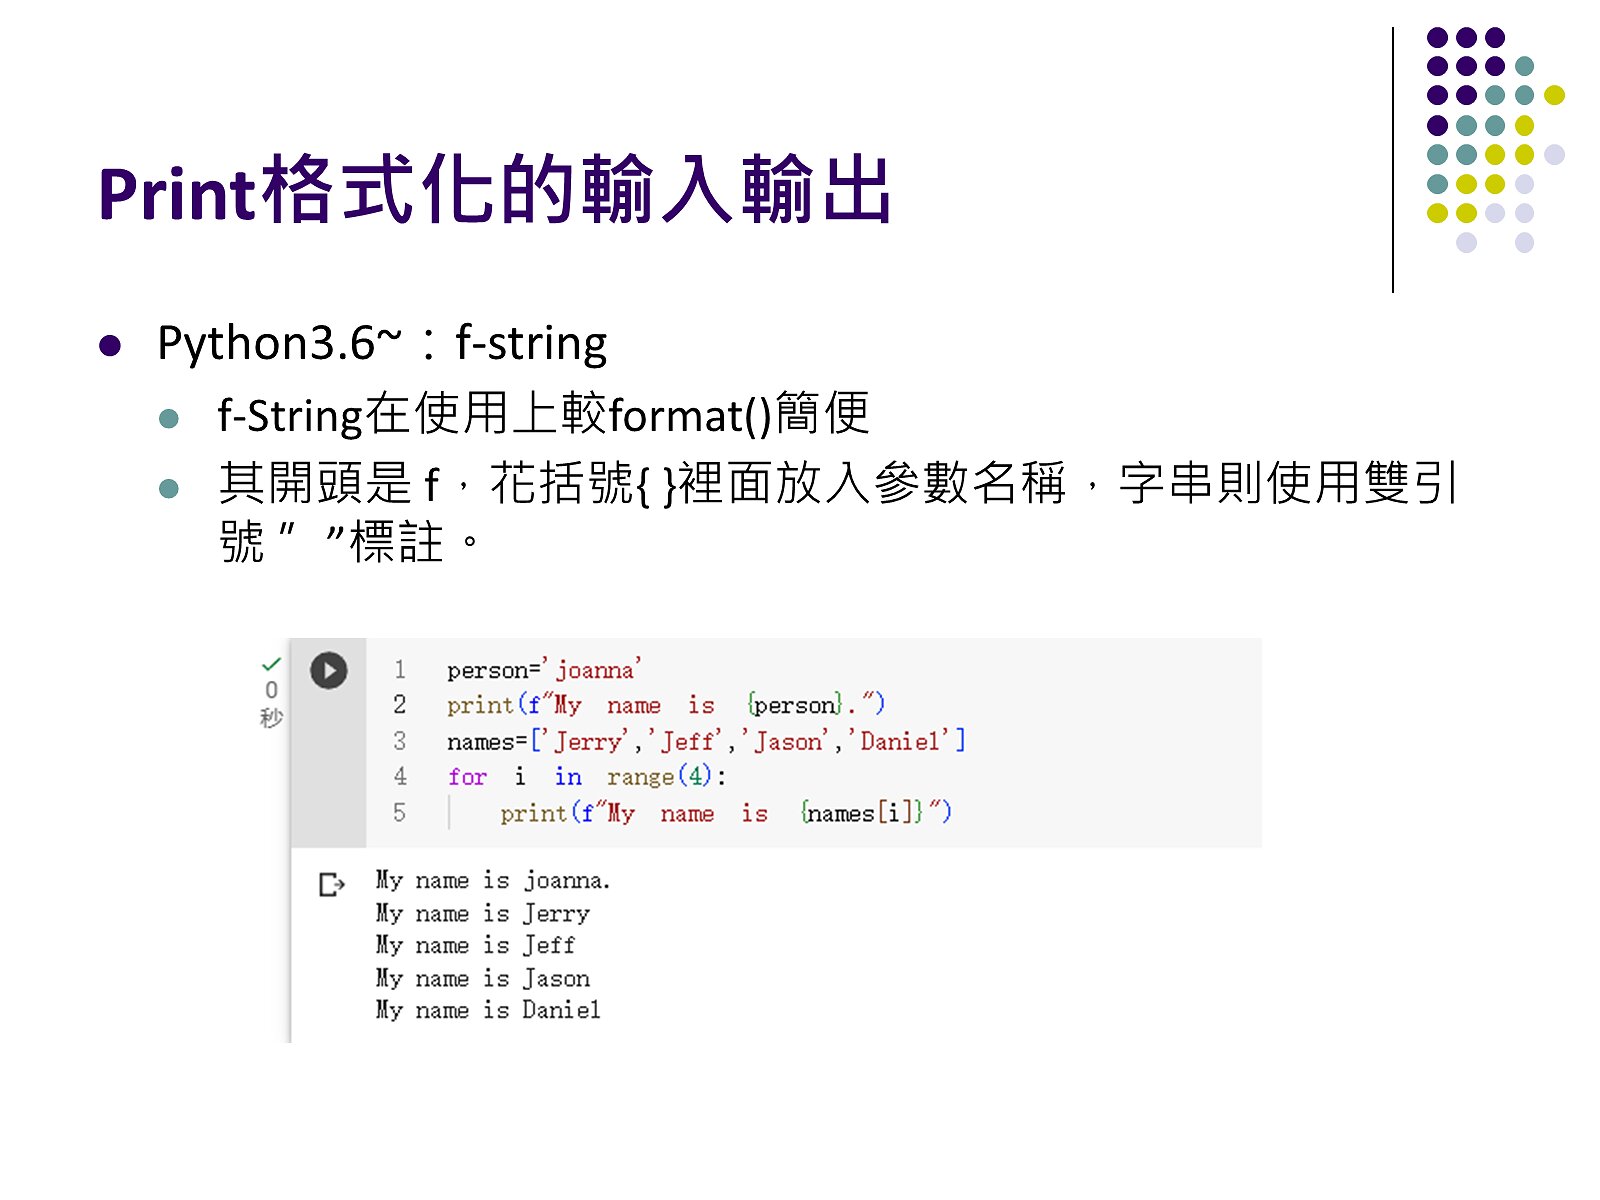 Print格式化的輸入輸出
Python3.6~：f-string
f-String在使用上較format()簡便
其開頭是 f，花括號{ }裡面放入參數名稱，字串則使用雙引
號 ″ ”標註。
0
秒
1 person='joanna'
2 print(f"My name is {person}.")
3 names=['Jerry','Jeff','Jason','Daniel']
4 for i in range(4):
5 print(f"My name is {names[i]}")
My name is joanna.
My name is Jerry
My name is Jeff
My name is Jason
My name is Daniel